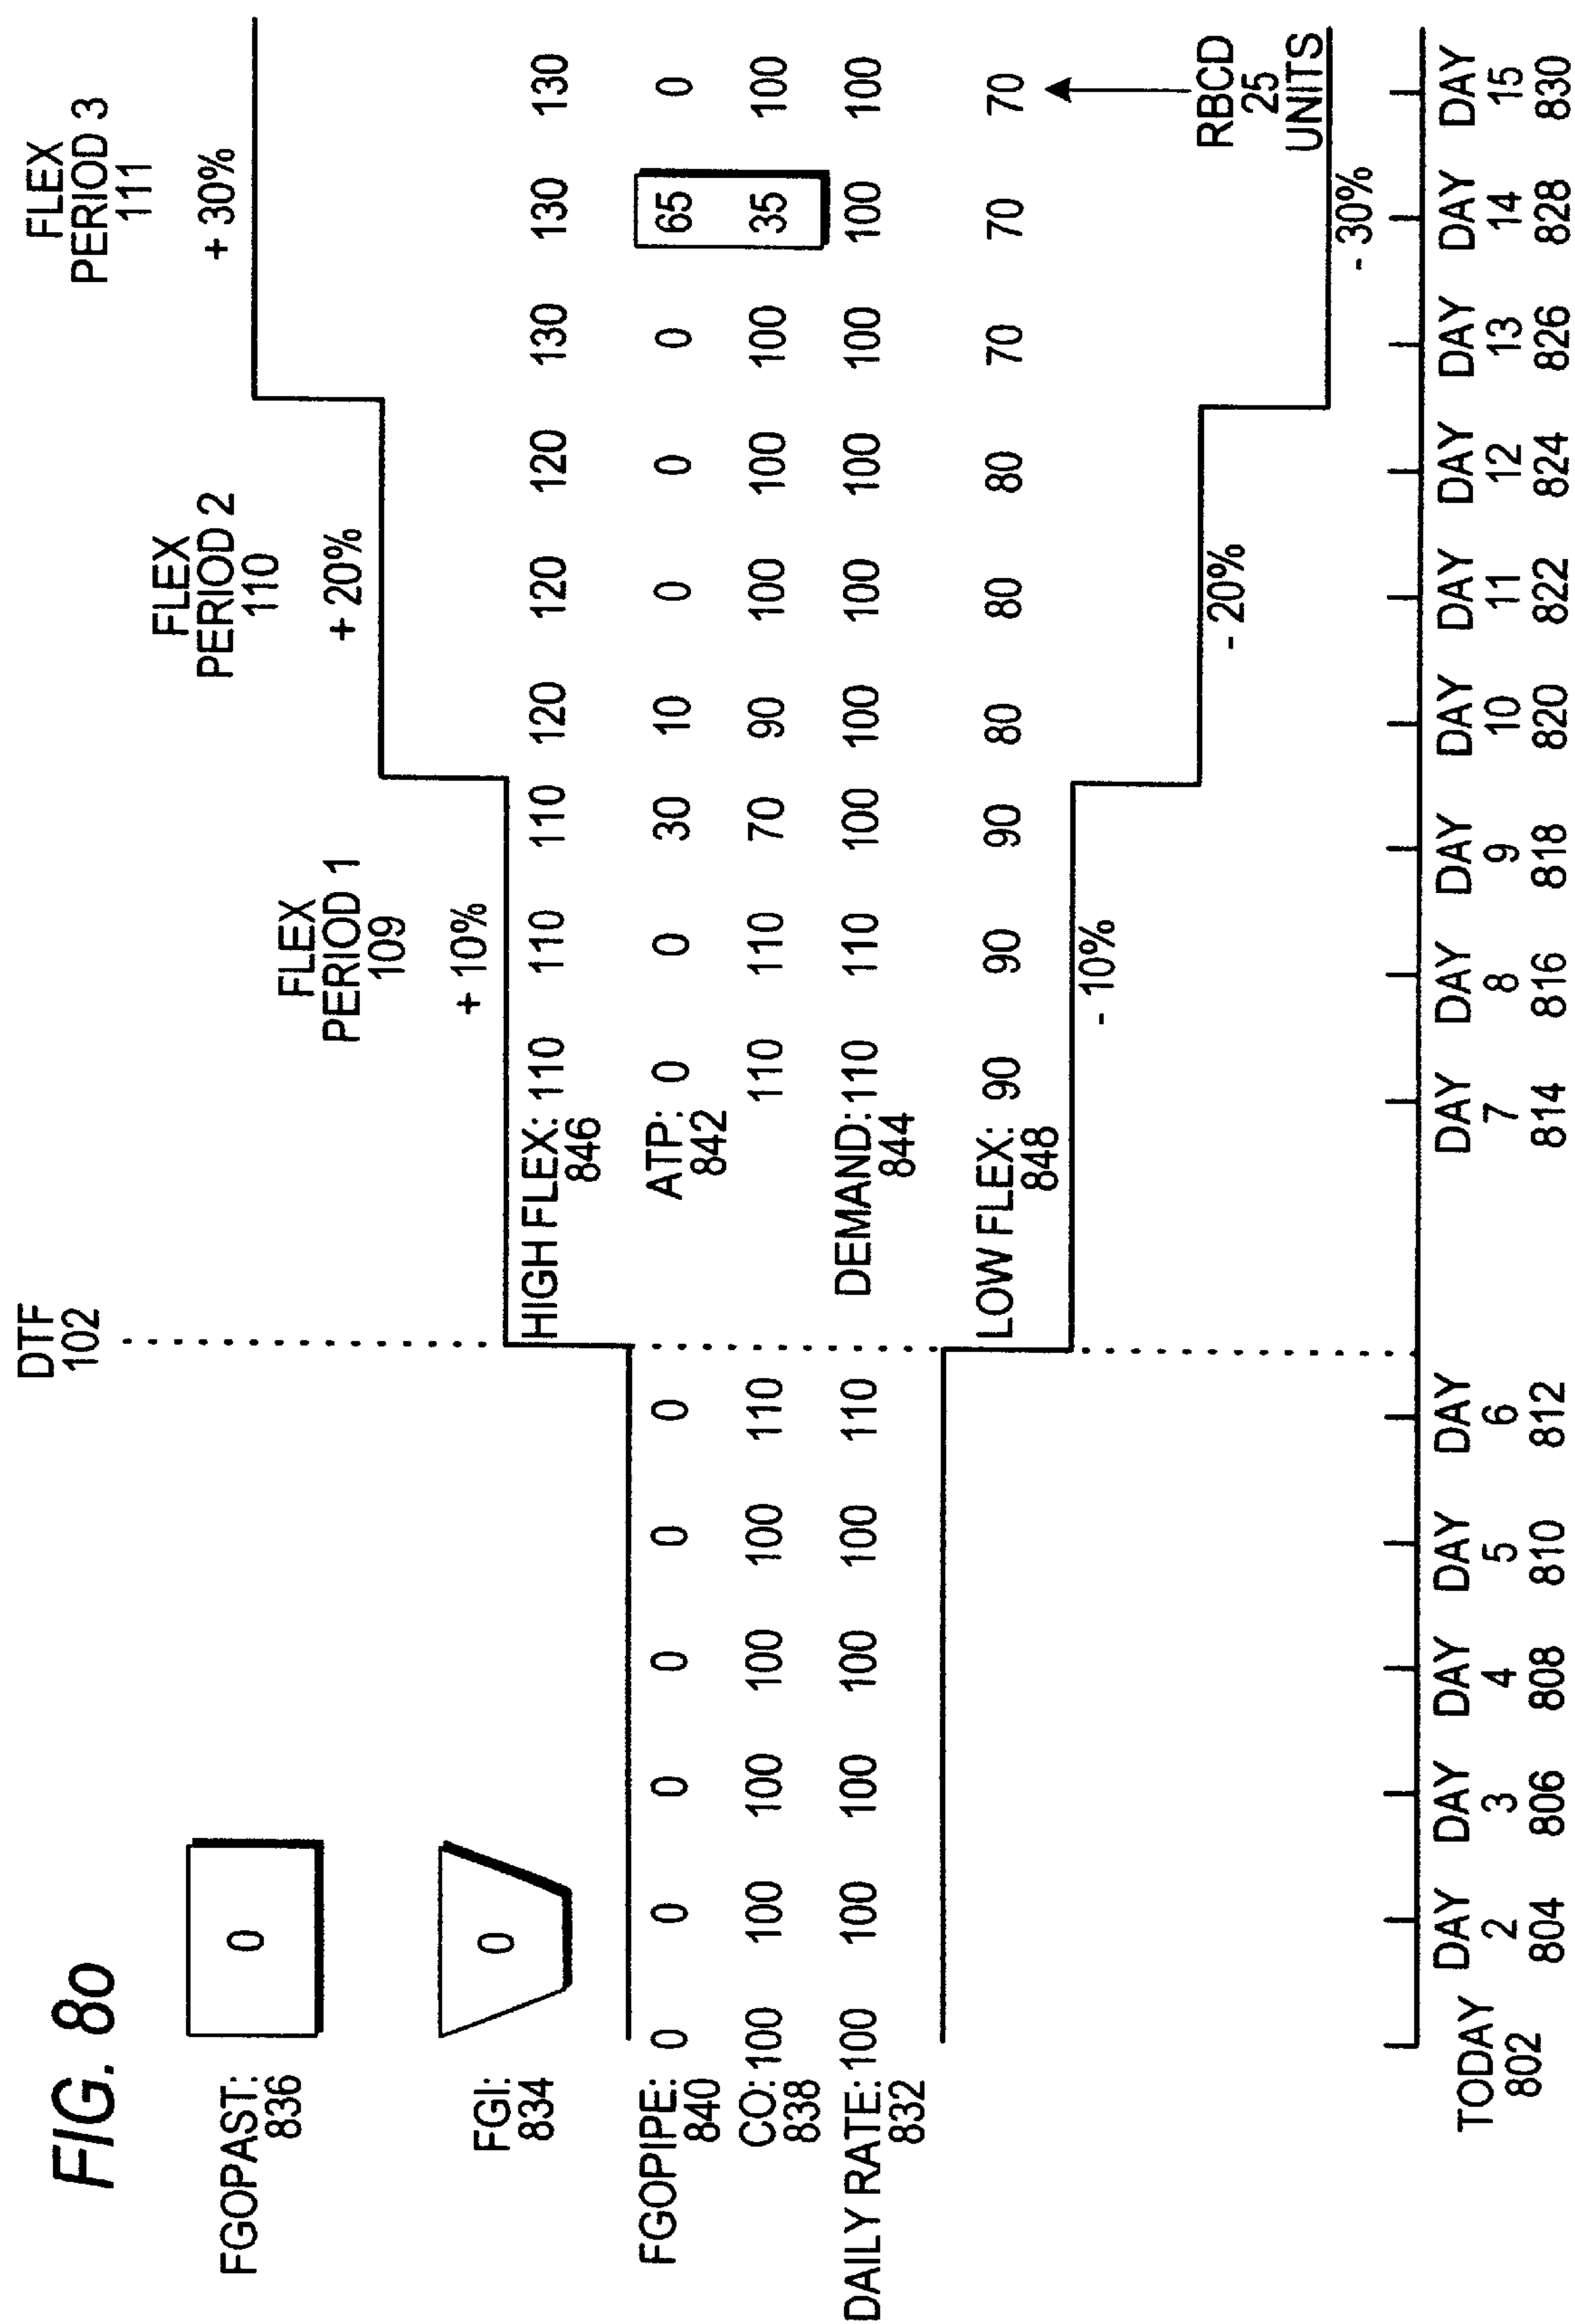 FIG. 8o
DTF
102
FLEX
PERIOD 1
109
+ 10%
FLEX
PERIOD 2
110
+ 20%
FLEX
PERIOD 3
111
+ 30%
FGOPAST:
836
0
FGI:
834
0
HIGH FLEX: 110 110 110 120 120 120 130 130 130
846
FGOPIPE: 0 0 0 0 0 0
840
ATP: 0 0 30 10 0 0 0 65 0
842
CO: 100 100 100 100 100 110 110 110 70 90 100 100 100 35 100
838
DAILY RATE: 100 100 100 100 100 110
832
DEMAND: 110 110 100 100 100 100 100 100 100
844
LOW FLEX: 90 90 90 80 80 80 70 70 70
848
- 10%
- 20%
- 30%
RBCD
25
UNITS
TODAY
802
DAY
2
804
DAY
3
806
DAY
4
808
DAY
5
810
DAY
6
812
DAY
7
814
DAY
8
816
DAY
9
818
DAY
10
820
DAY
11
822
DAY
12
824
DAY
13
826
DAY
14
828
DAY
15
830